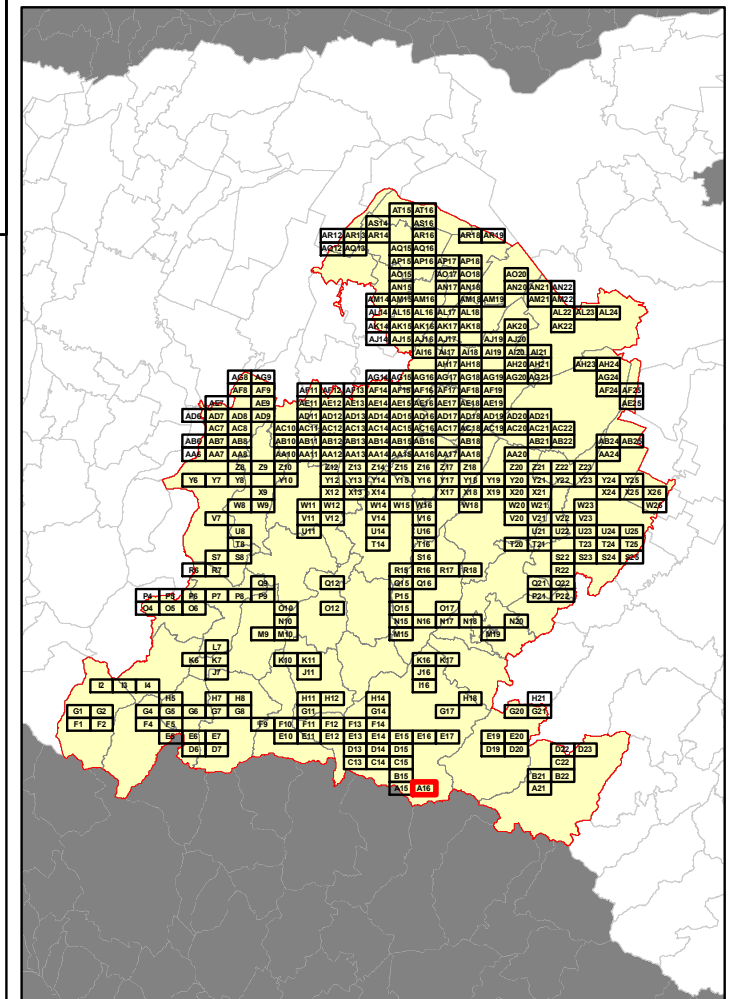 AT15 AT16
AS14 AS16
AR12 AR13 AR14 AR16 AR18 AR19
AQ12 AQ13 AQ15 AQ16
AP15 AP16 AP17 AP18
AO15 AO17 AO18 AO20
AN15 AN17 AN18 AN20 AN21 AN22
AM14 AM15 AM16 AM18 AM19 AM21 AM22
AL14 AL15 AL16 AL17 AL18 AL22 AL23 AL24
AK14 AK15 AK16 AK17 AK18 AK20 AK22
AJ14 AJ15 AJ16 AJ17 AJ19 AJ20
AI16 AI17 AI18 AI19 AI20 AI21
AH17 AH18 AH20 AH21 AH23 AH24
AG8 AG9 AG14 AG15 AG16 AG17 AG18 AG19 AG20 AG21 AG24
AF8 AF9 AF11 AF12 AF13 AF14 AF15 AF16 AF17 AF18 AF19 AF24 AF25
AE7 AE9 AE11 AE12 AE13 AE14 AE15 AE16 AE17 AE18 AE19 AE25
AD6 AD7 AD8 AD9 AD11 AD12 AD13 AD14 AD15 AD16 AD17 AD18 AD19 AD20 AD21
AC7 AC8 AC10 AC11 AC12 AC13 AC14 AC15 AC16 AC17 AC18 AC19 AC20 AC21 AC22
AB6 AB7 AB8 AB10 AB11 AB12 AB13 AB14 AB15 AB16 AB18 AB21 AB22 AB24 AB25
AA6 AA7 AA8 AA10 AA11 AA12 AA13 AA14 AA15 AA16 AA17 AA18 AA20 AA24
Z8 Z9 Z10 Z12 Z13 Z14 Z15 Z16 Z17 Z18 Z20 Z21 Z22 Z23
Y6 Y7 Y8 Y10 Y12 Y13 Y14 Y15 Y16 Y17 Y18 Y19 Y20 Y21 Y22 Y23 Y24 Y25
X9 X12 X13 X14 X17 X18 X19 X20 X21 X24 X25 X26
W8 W9 W11 W12 W14 W15 W16 W18 W20 W21 W23 W26
V7 V11 V12 V14 V16 V20 V21 V22 V23
U8 U11 U14 U16 U21 U22 U23 U24 U25
T8 T14 T16 T20 T21 T23 T24 T25
S7 S8 S16 S22 S23 S24 S25
R6 R7 R15 R16 R17 R18 R22
Q9 Q12 Q15 Q16 Q21 Q22
P4 P5 P6 P7 P8 P9 P15 P21 P22
O4 O5 O6 O10 O12 O15 O17
N10 N15 N16 N17 N18 N20
M9 M10 M15 M19
L7
K6 K7 K10 K11 K16 K17
J7 J11 J16
I2 I3 I4 I16
H5 H7 H8 H11 H12 H14 H18 H21
G1 G2 G4 G5 G6 G7 G8 G11 G14 G17 G20 G21
F1 F2 F4 F5 F9 F10 F11 F12 F13 F14
E5 E6 E7 E10 E11 E12 E13 E14 E15 E16 E17 E19 E20
D6 D7 D13 D14 D15 D19 D20 D22 D23
C13 C14 C15 C22
B15 B21 B22
A15 A16 A21